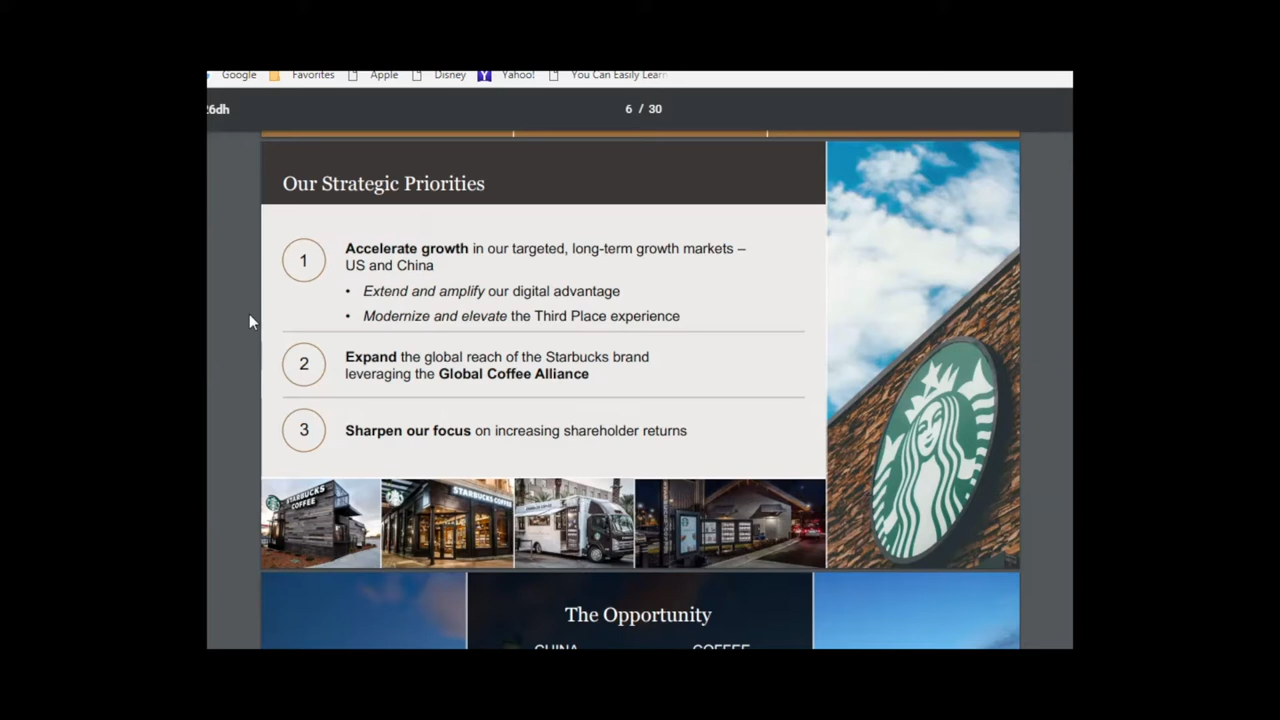 Google Favorites Apple Disney Yahoo! You Can Easily Learn
26dh
6 / 30
Our Strategic Priorities
1
Accelerate growth in our targeted, long-term growth markets –
US and China
• Extend and amplify our digital advantage
• Modernize and elevate the Third Place experience
2
Expand the global reach of the Starbucks brand
leveraging the Global Coffee Alliance
3
Sharpen our focus on increasing shareholder returns
STARBUCKS
COFFEE
STARBUCKS COFFEE
The Opportunity
CHINA COFFEE